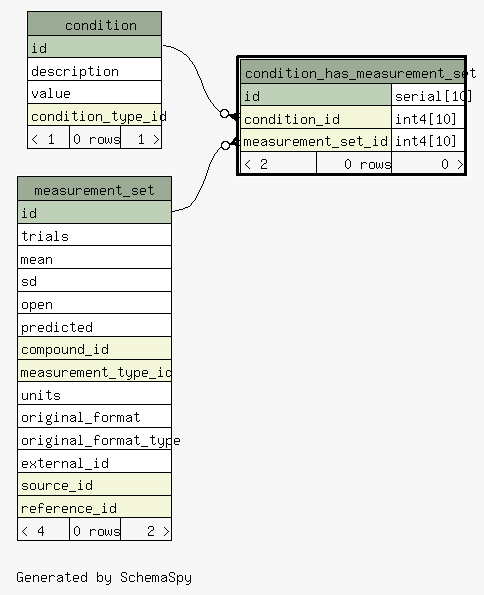 condition
id
description
value
condition_type_id
< 1 0 rows 1 >
condition_has_measurement_set
id serial[10]
condition_id int4[10]
measurement_set_id int4[10]
< 2 0 rows 0 >
measurement_set
id
trials
mean
sd
open
predicted
compound_id
measurement_type_id
units
original_format
original_format_type
external_id
source_id
reference_id
< 4 0 rows 2 >
Generated by SchemaSpy